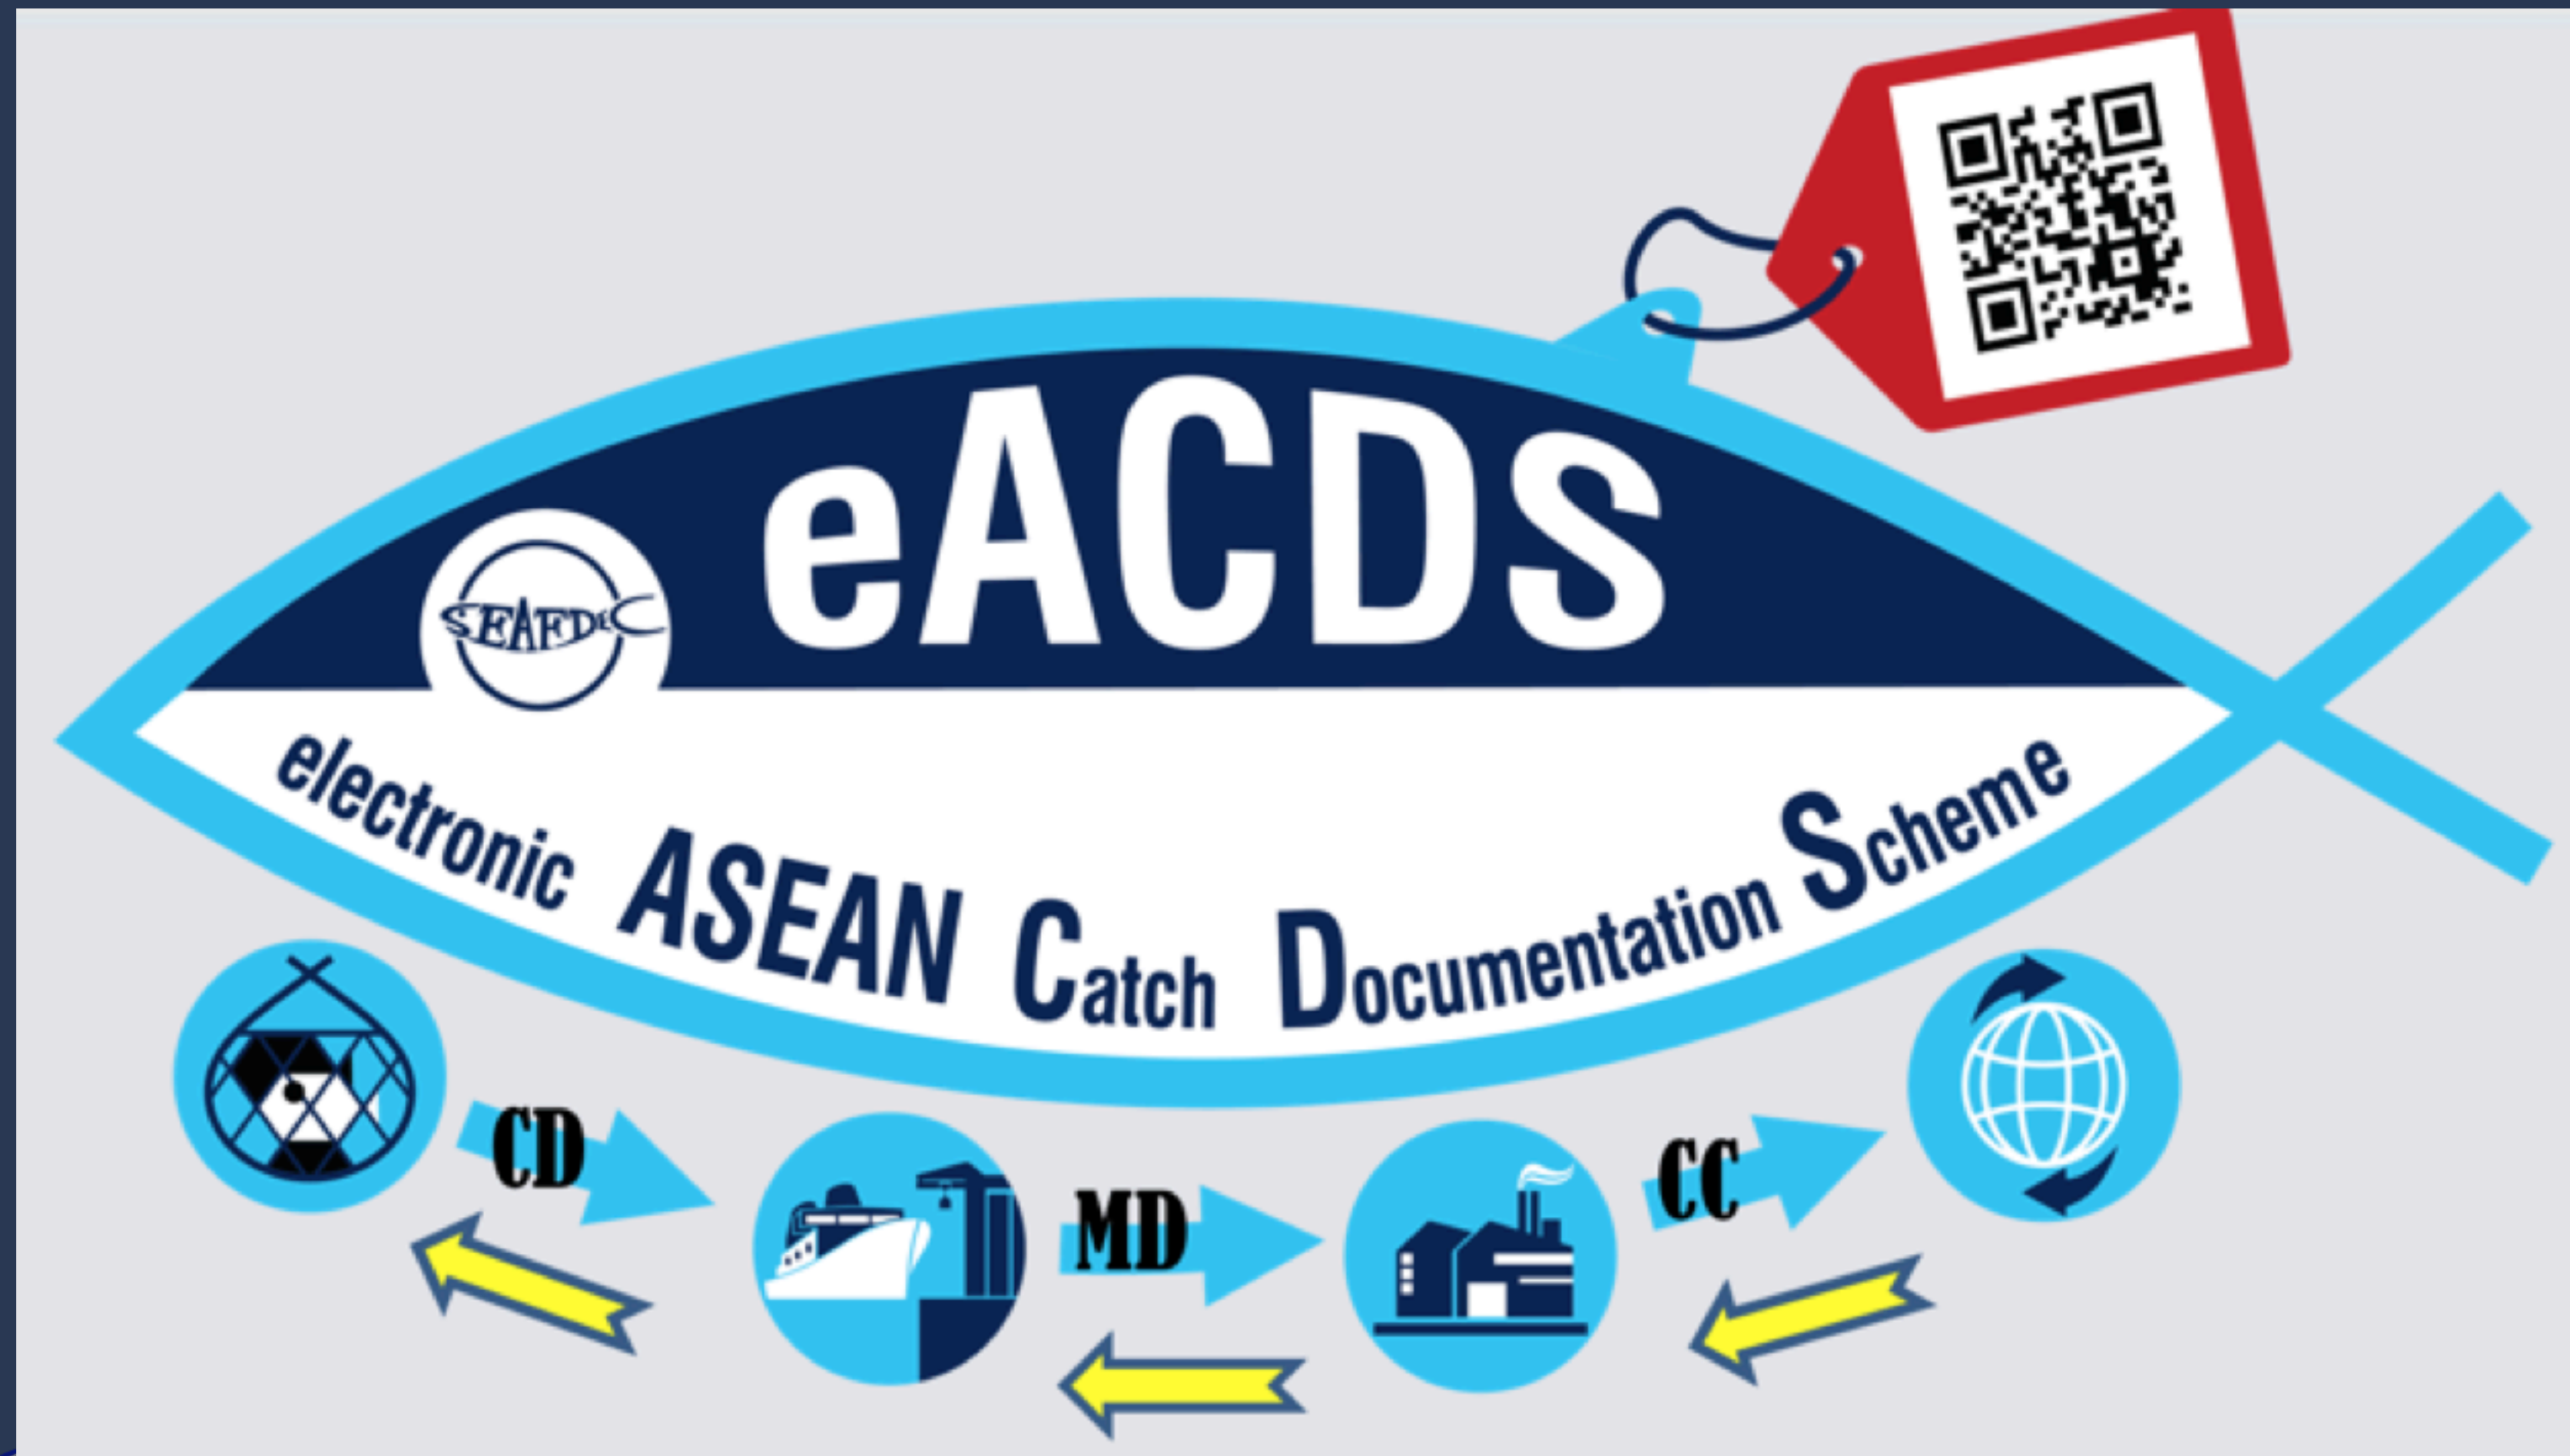 eACDS
SEAFDEC
electronic ASEAN Catch Documentation Scheme
CD
MD
CC